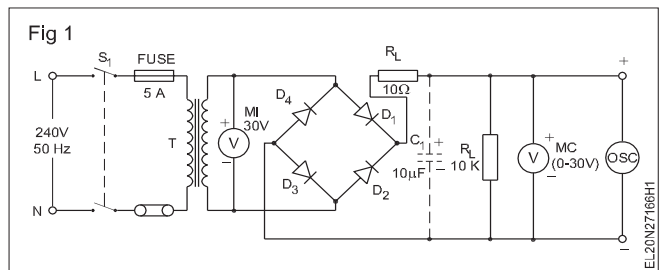 Fig 1
S1
FUSE
5 A
L
240V
50 Hz
N
T
MI
30V
+
V
–
D4
D1
D3
D2
RL
10Ω
C1
+
–
10μF
RL
10 K
+
V
–
MC
(0-30V)
+
OSC
–
EL20N27166H1